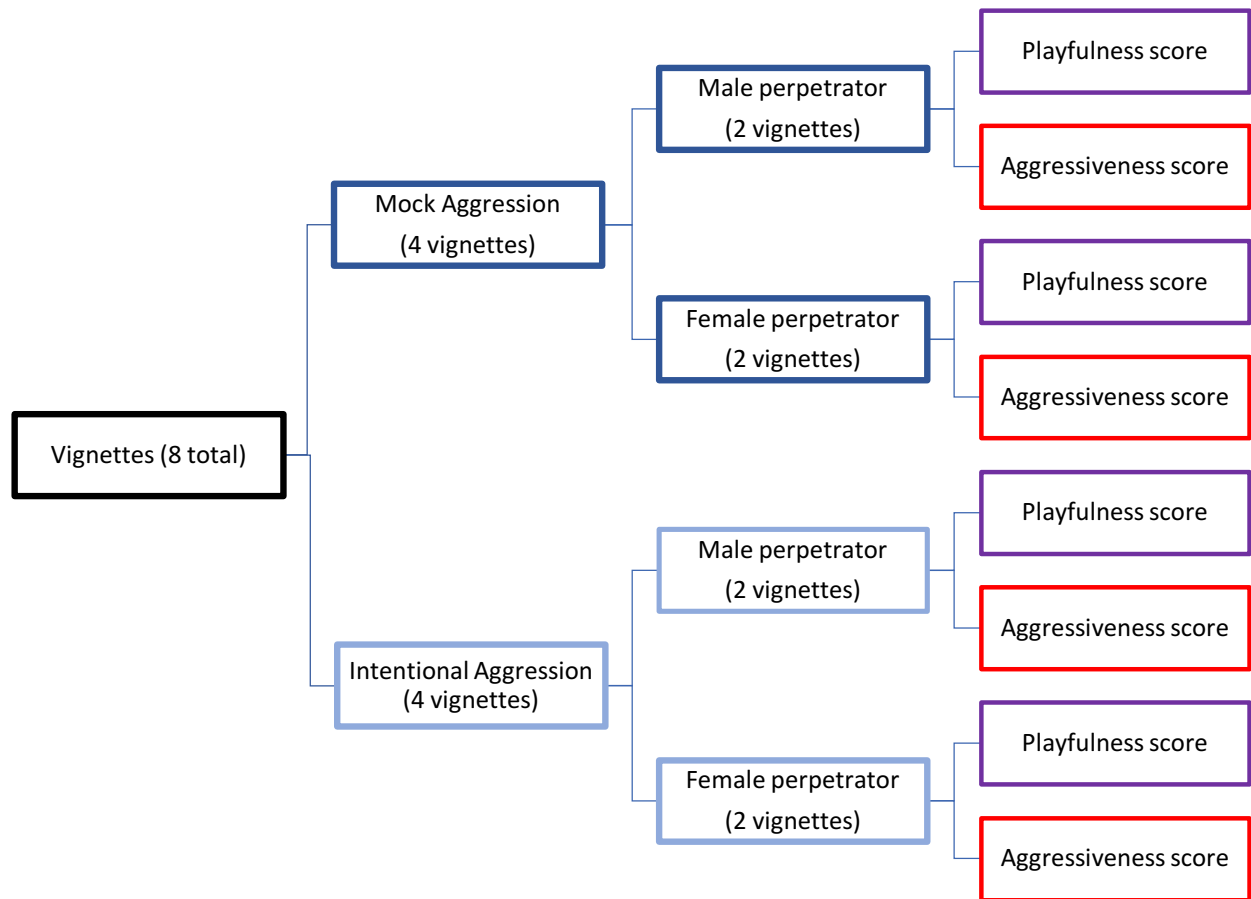 Vignettes (8 total)
Mock Aggression
(4 vignettes)
Male perpetrator
(2 vignettes)
Playfulness score
Aggressiveness score
Female perpetrator
(2 vignettes)
Playfulness score
Aggressiveness score
Intentional Aggression
(4 vignettes)
Male perpetrator
(2 vignettes)
Playfulness score
Aggressiveness score
Female perpetrator
(2 vignettes)
Playfulness score
Aggressiveness score